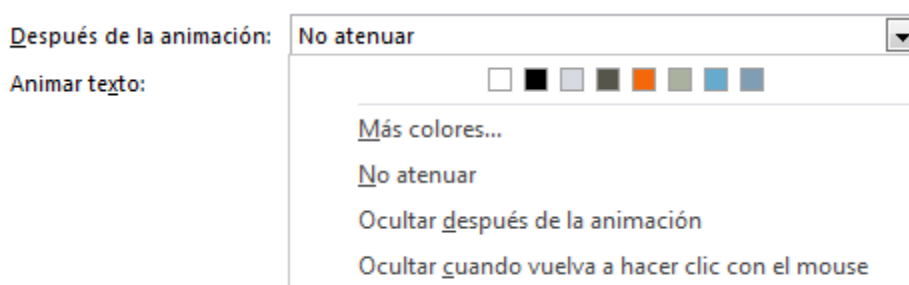 Después de la animación: No atenuar
Animar texto:
Más colores...
No atenuar
Ocultar después de la animación
Ocultar cuando vuelva a hacer clic con el mouse